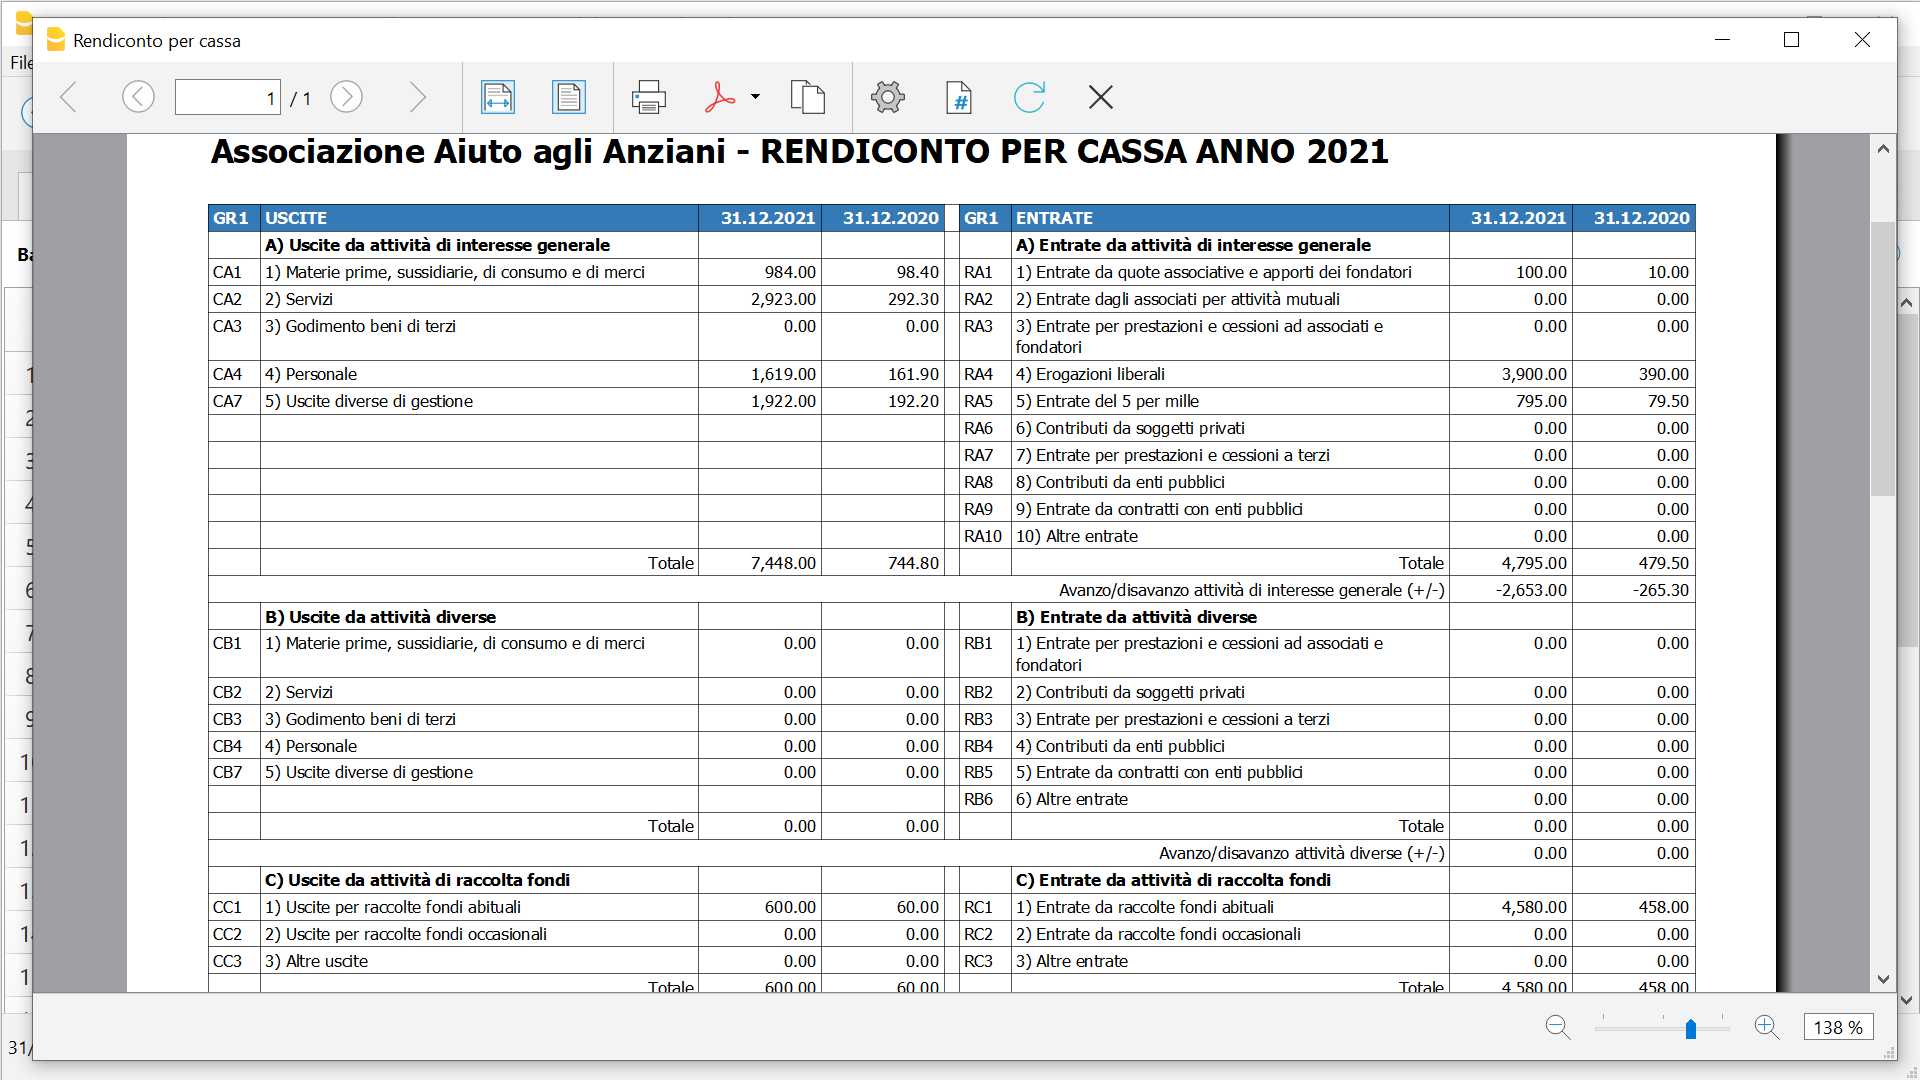 Rendiconto per cassa
File
1 / 1
Associazione Aiuto agli Anziani - RENDICONTO PER CASSA ANNO 2021
GR1 USCITE 31.12.2021 31.12.2020 GR1 ENTRATE 31.12.2021 31.12.2020
A) Uscite da attività di interesse generale A) Entrate da attività di interesse generale
CA1 1) Materie prime, sussidiarie, di consumo e di merci 984.00 98.40 RA1 1) Entrate da quote associative e apporti dei fondatori 100.00 10.00
CA2 2) Servizi 2,923.00 292.30 RA2 2) Entrate dagli associati per attività mutuali 0.00 0.00
CA3 3) Godimento beni di terzi 0.00 0.00 RA3 3) Entrate per prestazioni e cessioni ad associati e 0.00 0.00
fondatori
CA4 4) Personale 1,619.00 161.90 RA4 4) Erogazioni liberali 3,900.00 390.00
CA7 5) Uscite diverse di gestione 1,922.00 192.20 RA5 5) Entrate del 5 per mille 795.00 79.50
RA6 6) Contributi da soggetti privati 0.00 0.00
RA7 7) Entrate per prestazioni e cessioni a terzi 0.00 0.00
RA8 8) Contributi da enti pubblici 0.00 0.00
RA9 9) Entrate da contratti con enti pubblici 0.00 0.00
RA10 10) Altre entrate 0.00 0.00
Totale 7,448.00 744.80 Totale 4,795.00 479.50
Avanzo/disavanzo attività di interesse generale (+/-) -2,653.00 -265.30
B) Uscite da attività diverse B) Entrate da attività diverse
CB1 1) Materie prime, sussidiarie, di consumo e di merci 0.00 0.00 RB1 1) Entrate per prestazioni e cessioni ad associati e 0.00 0.00
fondatori
CB2 2) Servizi 0.00 0.00 RB2 2) Contributi da soggetti privati 0.00 0.00
CB3 3) Godimento beni di terzi 0.00 0.00 RB3 3) Entrate per prestazioni e cessioni a terzi 0.00 0.00
CB4 4) Personale 0.00 0.00 RB4 4) Contributi da enti pubblici 0.00 0.00
CB7 5) Uscite diverse di gestione 0.00 0.00 RB5 5) Entrate da contratti con enti pubblici 0.00 0.00
RB6 6) Altre entrate 0.00 0.00
Totale 0.00 0.00 Totale 0.00 0.00
Avanzo/disavanzo attività diverse (+/-) 0.00 0.00
C) Uscite da attività di raccolta fondi C) Entrate da attività di raccolta fondi
CC1 1) Uscite per raccolte fondi abituali 600.00 60.00 RC1 1) Entrate da raccolte fondi abituali 4,580.00 458.00
CC2 2) Uscite per raccolte fondi occasionali 0.00 0.00 RC2 2) Entrate da raccolte fondi occasionali 0.00 0.00
CC3 3) Altre uscite 0.00 0.00 RC3 3) Altre entrate 0.00 0.00
Totale 600.00 60.00 Totale 4,580.00 458.00
138 %